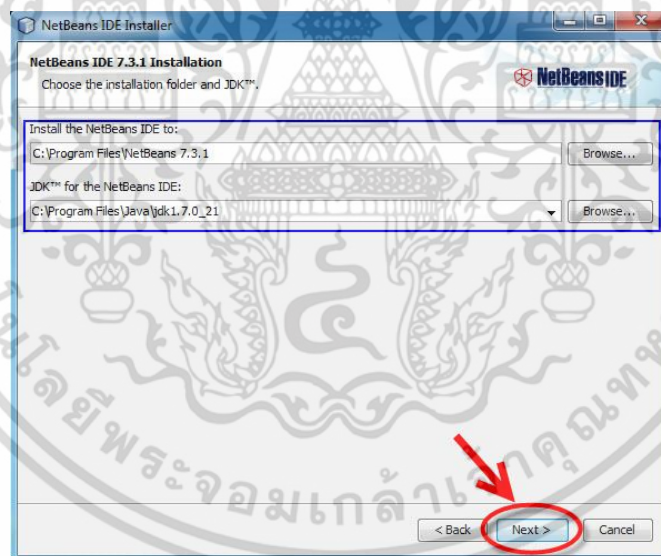 NetBeans IDE Installer
NetBeans IDE 7.3.1 Installation
Choose the installation folder and JDK™.
NetBeans IDE
Install the NetBeans IDE to:
C:\Program Files\NetBeans 7.3.1
Browse...
JDK™ for the NetBeans IDE:
C:\Program Files\Java\jdk1.7.0_21
Browse...
< Back
Next >
Cancel